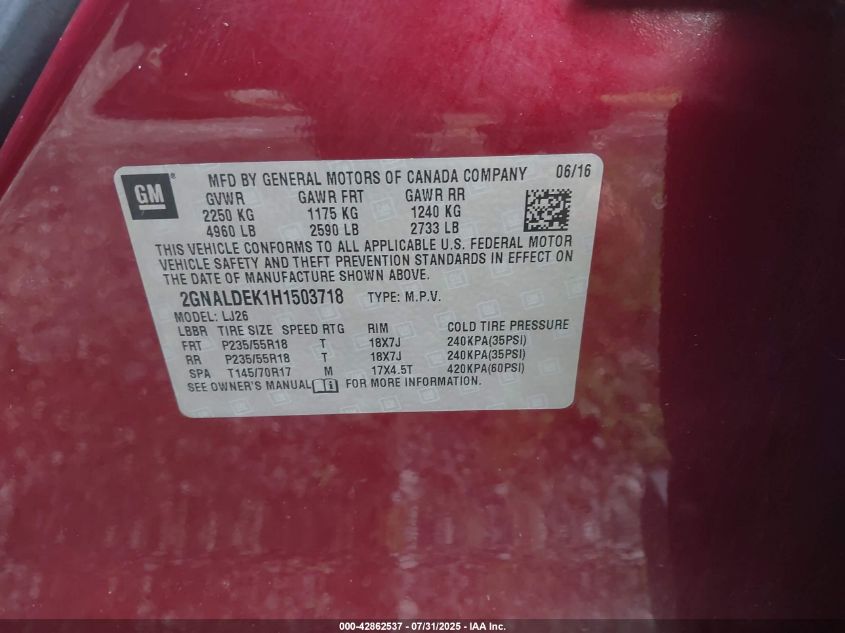 GM
MFD BY GENERAL MOTORS OF CANADA COMPANY 06/16
GVWR GAWR FRT GAWR RR
2250 KG 1175 KG 1240 KG
4960 LB 2590 LB 2733 LB
THIS VEHICLE CONFORMS TO ALL APPLICABLE U.S. FEDERAL MOTOR
VEHICLE SAFETY AND THEFT PREVENTION STANDARDS IN EFFECT ON
THE DATE OF MANUFACTURE SHOWN ABOVE.
2GNALDEK1H1503718 TYPE: M.P.V.
MODEL: LJ26
LBBR TIRE SIZE SPEED RTG RIM COLD TIRE PRESSURE
FRT P235/55R18 T 18X7J 240KPA(35PSI)
RR P235/55R18 T 18X7J 240KPA(35PSI)
SPA T145/70R17 M 17X4.5T 420KPA(60PSI)
SEE OWNER'S MANUAL FOR MORE INFORMATION.
000-42862537 - 07/31/2025 - IAA Inc.